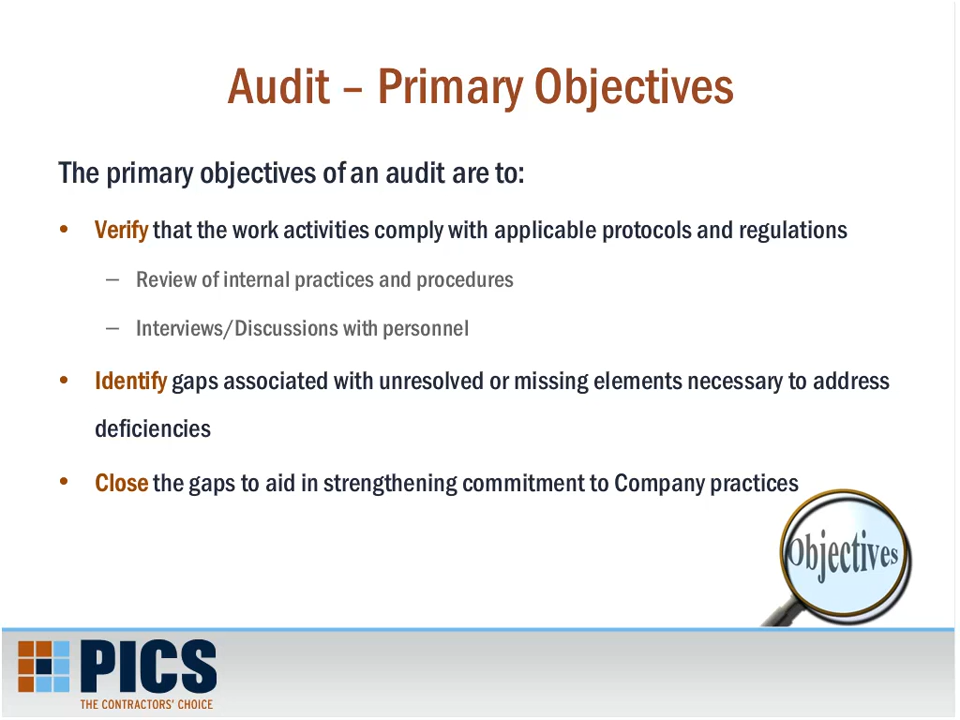 Audit – Primary Objectives
The primary objectives of an audit are to:
• Verify that the work activities comply with applicable protocols and regulations
– Review of internal practices and procedures
– Interviews/Discussions with personnel
• Identify gaps associated with unresolved or missing elements necessary to address
deficiencies
• Close the gaps to aid in strengthening commitment to Company practices
Objectives
PICS
THE CONTRACTORS' CHOICE